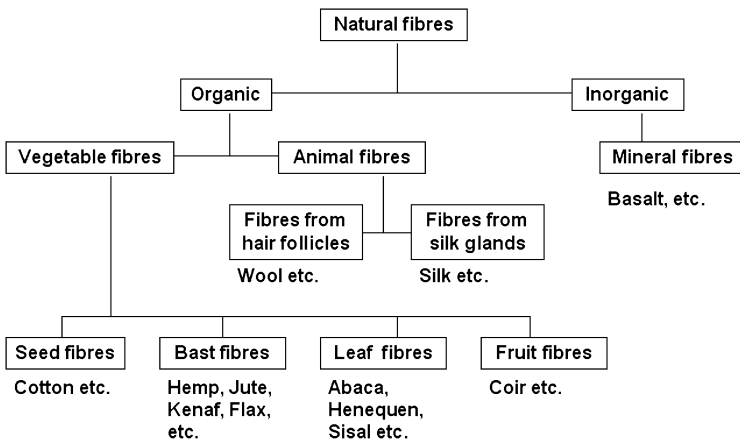 Natural fibres
Organic
Inorganic
Vegetable fibres
Animal fibres
Mineral fibres
Basalt, etc.
Fibres from
hair follicles
Fibres from
silk glands
Wool etc.
Silk etc.
Seed fibres
Bast fibres
Leaf fibres
Fruit fibres
Cotton etc.
Hemp, Jute,
Kenaf, Flax,
etc.
Abaca,
Henequen,
Sisal etc.
Coir etc.